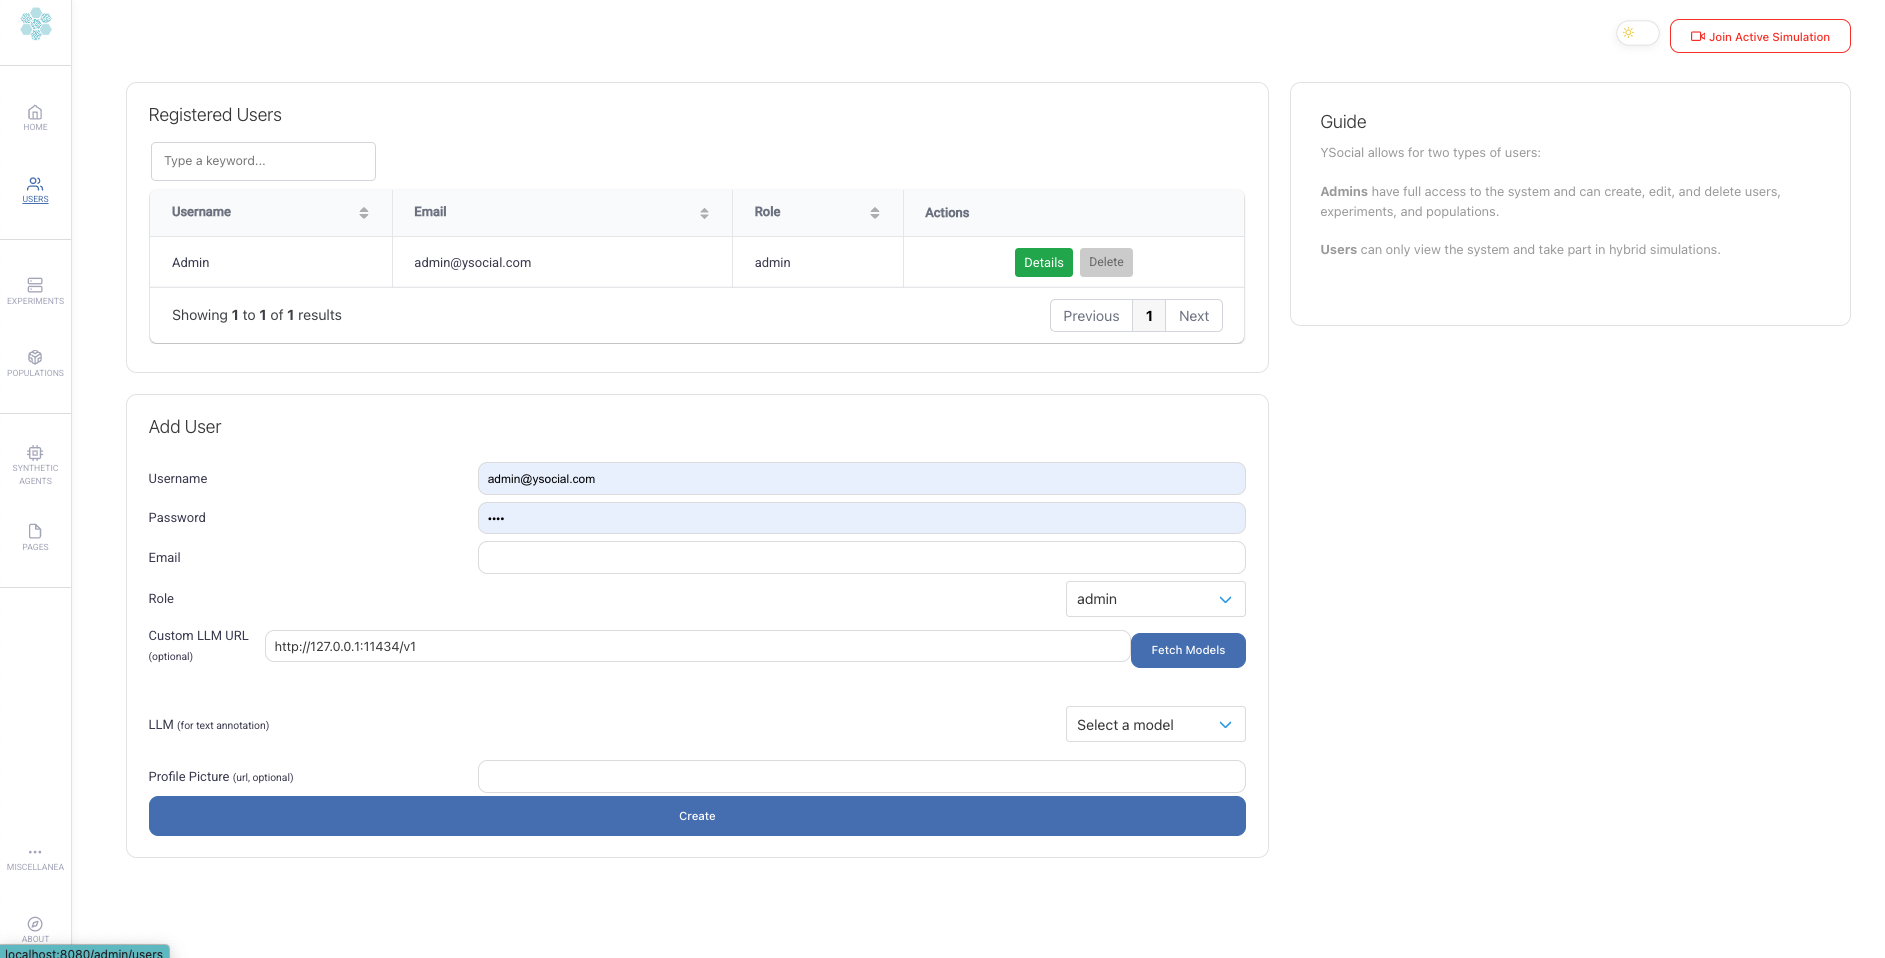 Join Active Simulation
HOME
USERS
EXPERIMENTS
POPULATIONS
SYNTHETIC
AGENTS
PAGES
MISCELLANEA
ABOUT
localhost:8080/admin/users
Registered Users
Type a keyword...
Username Email Role Actions
Admin admin@ysocial.com admin Details Delete
Showing 1 to 1 of 1 results Previous 1 Next
Add User
Username admin@ysocial.com
Password ••••
Email
Role admin
Custom LLM URL http://127.0.0.1:11434/v1 Fetch Models
(optional)
LLM (for text annotation) Select a model
Profile Picture (url, optional)
Create
Guide
YSocial allows for two types of users:
Admins have full access to the system and can create, edit, and delete users,
experiments, and populations.
Users can only view the system and take part in hybrid simulations.